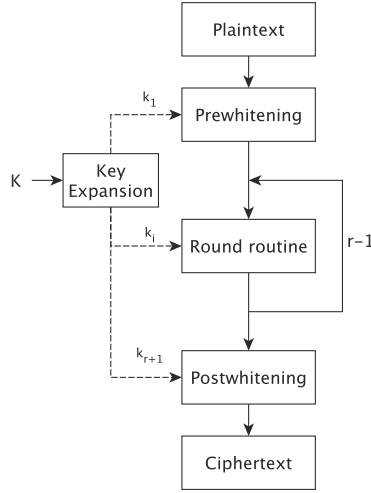 Plaintext
k1
Prewhitening
K
Key
Expansion
ki
Round routine
r-1
kr+1
Postwhitening
Ciphertext